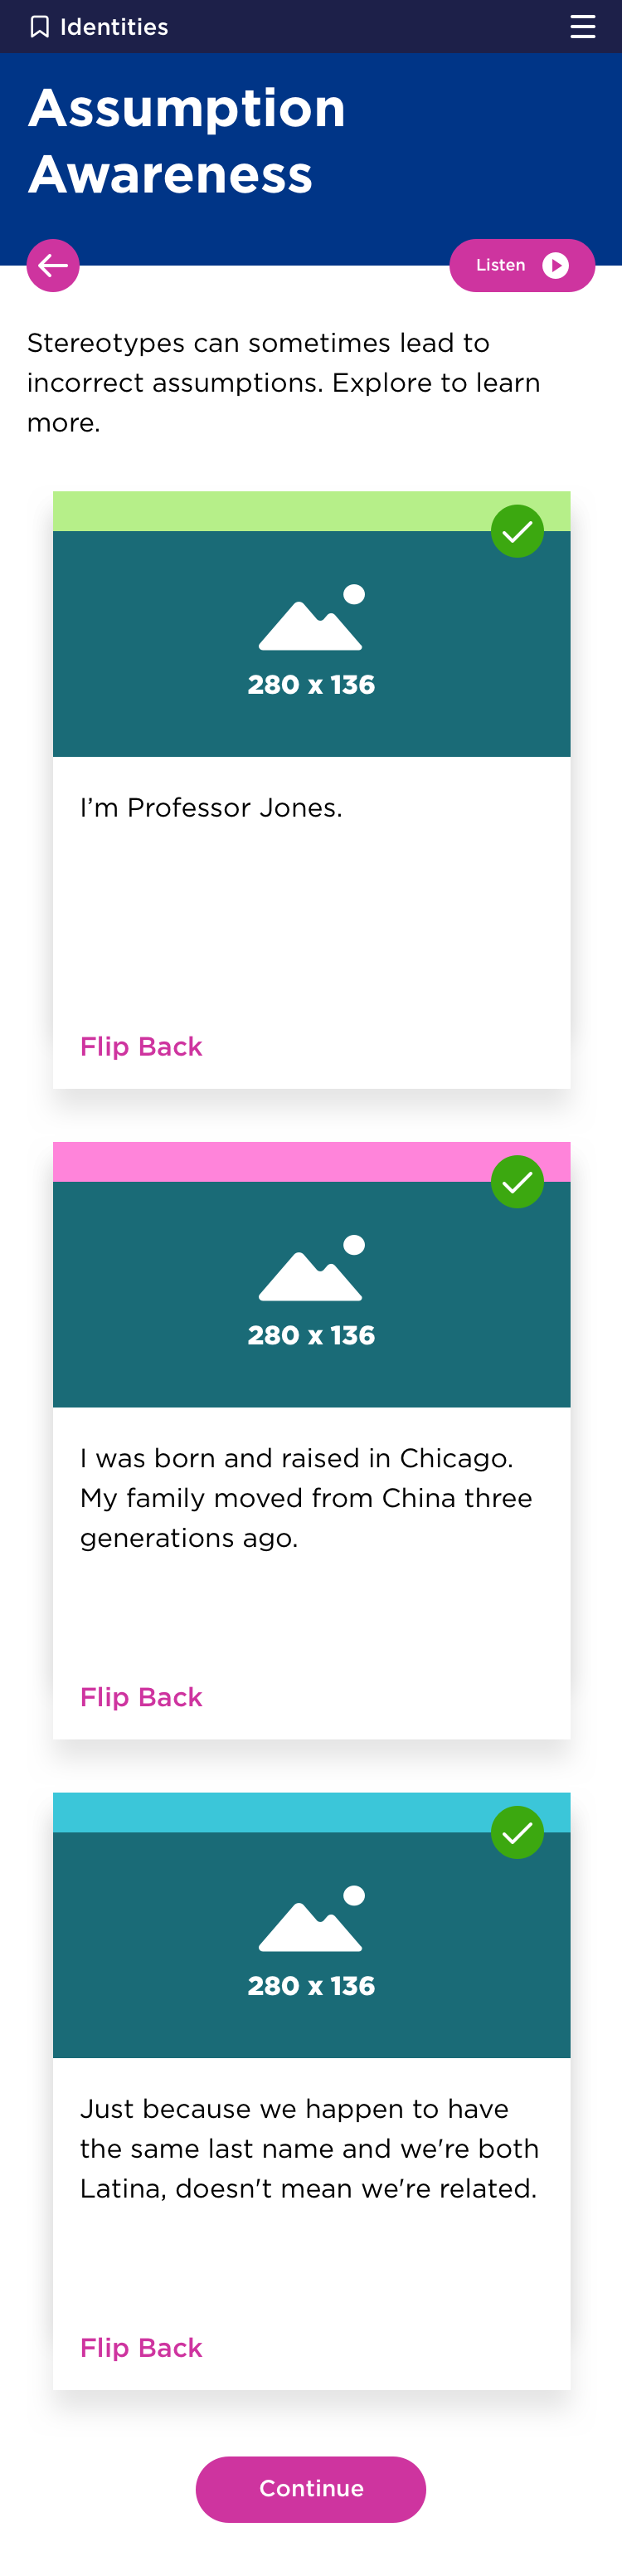 Identities
Assumption
Awareness
Listen
Stereotypes can sometimes lead to
incorrect assumptions. Explore to learn
more.
280 x 136
I’m Professor Jones.
Flip Back
280 x 136
I was born and raised in Chicago.
My family moved from China three
generations ago.
Flip Back
280 x 136
Just because we happen to have
the same last name and we're both
Latina, doesn't mean we're related.
Flip Back
Continue